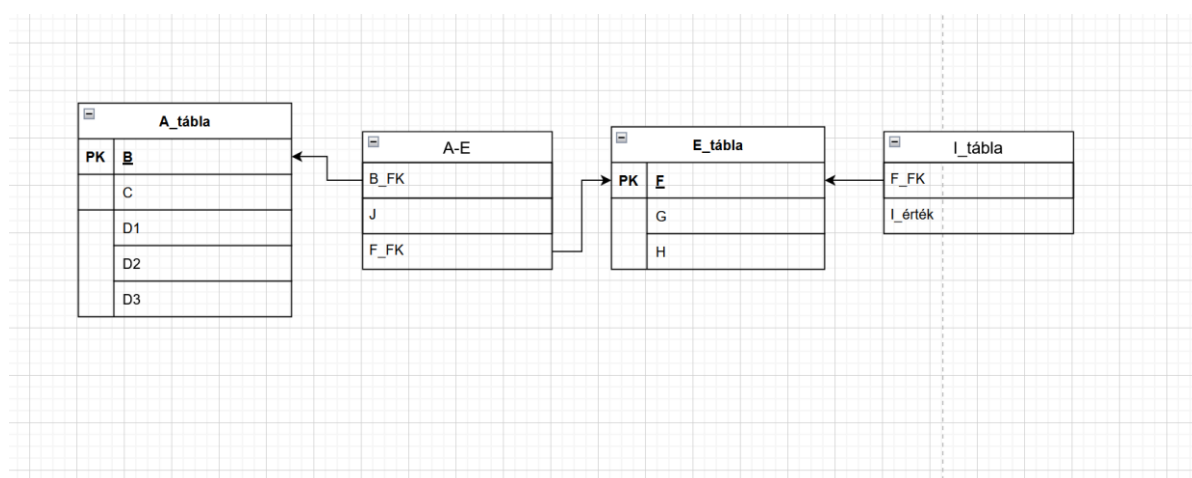 A_tábla
PK B
C
D1
D2
D3
A-E
B_FK
J
F_FK
E_tábla
PK F
G
H
I_tábla
F_FK
I_érték